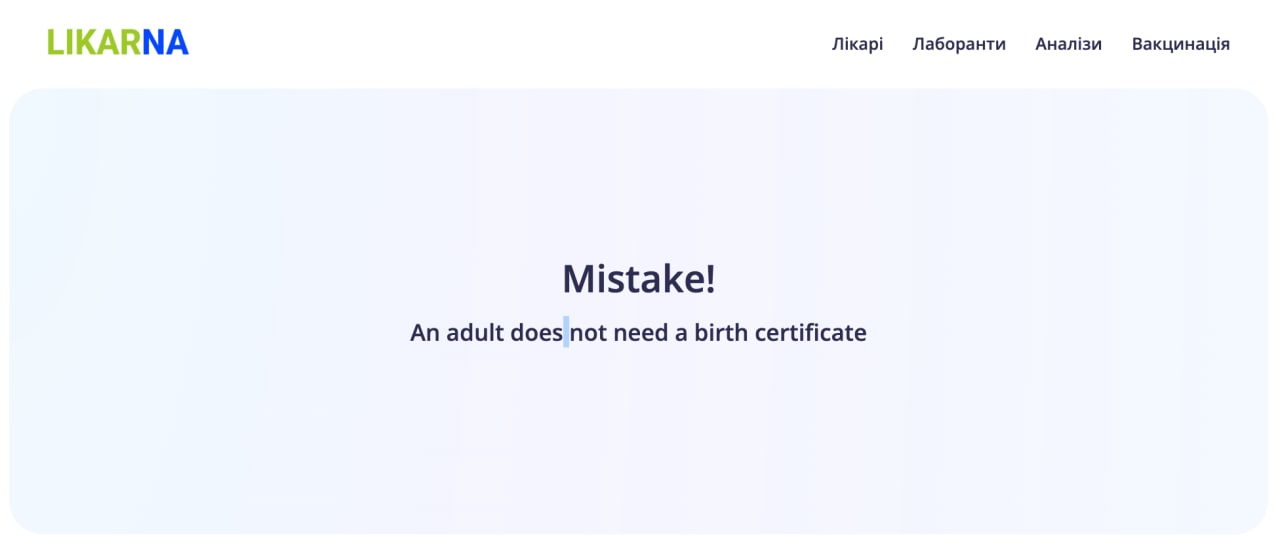 LIKARNA
Лікарі Лаборанти Аналізи Вакцинація
Mistake!
An adult does not need a birth certificate